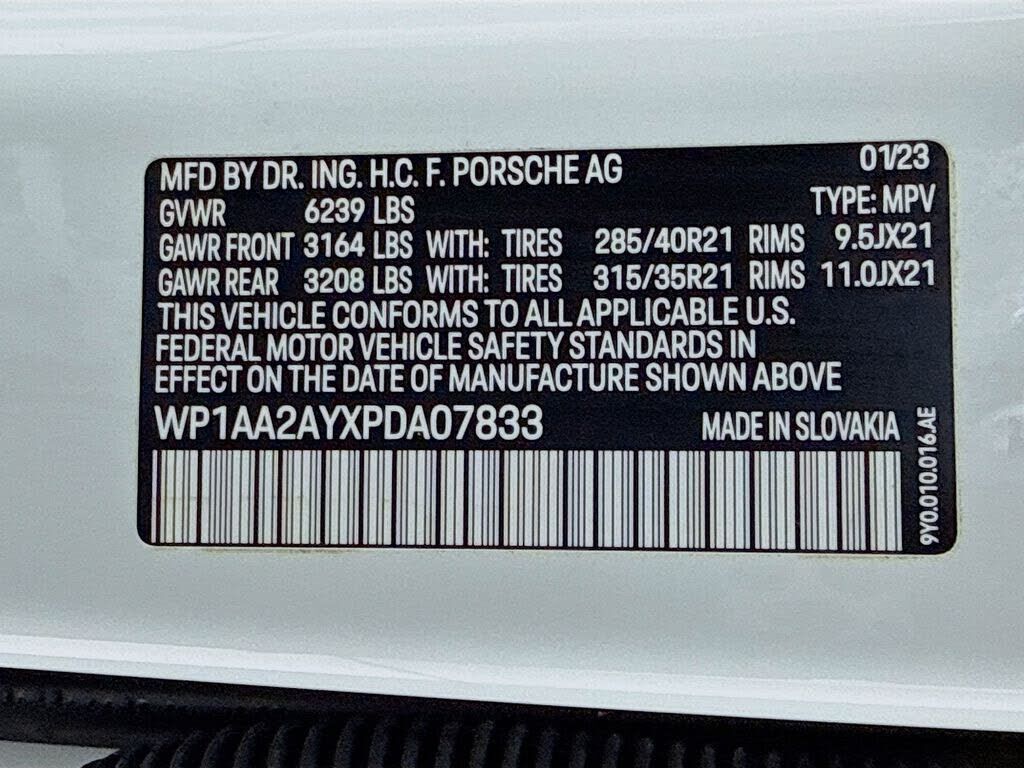 MFD BY DR. ING. H.C. F. PORSCHE AG 01/23
GVWR 6239 LBS TYPE: MPV
GAWR FRONT 3164 LBS WITH: TIRES 285/40R21 RIMS 9.5JX21
GAWR REAR 3208 LBS WITH: TIRES 315/35R21 RIMS 11.0JX21
THIS VEHICLE CONFORMS TO ALL APPLICABLE U.S.
FEDERAL MOTOR VEHICLE SAFETY STANDARDS IN
EFFECT ON THE DATE OF MANUFACTURE SHOWN ABOVE
WP1AA2AYXPDA07833 MADE IN SLOVAKIA
9Y0.010.016.AE